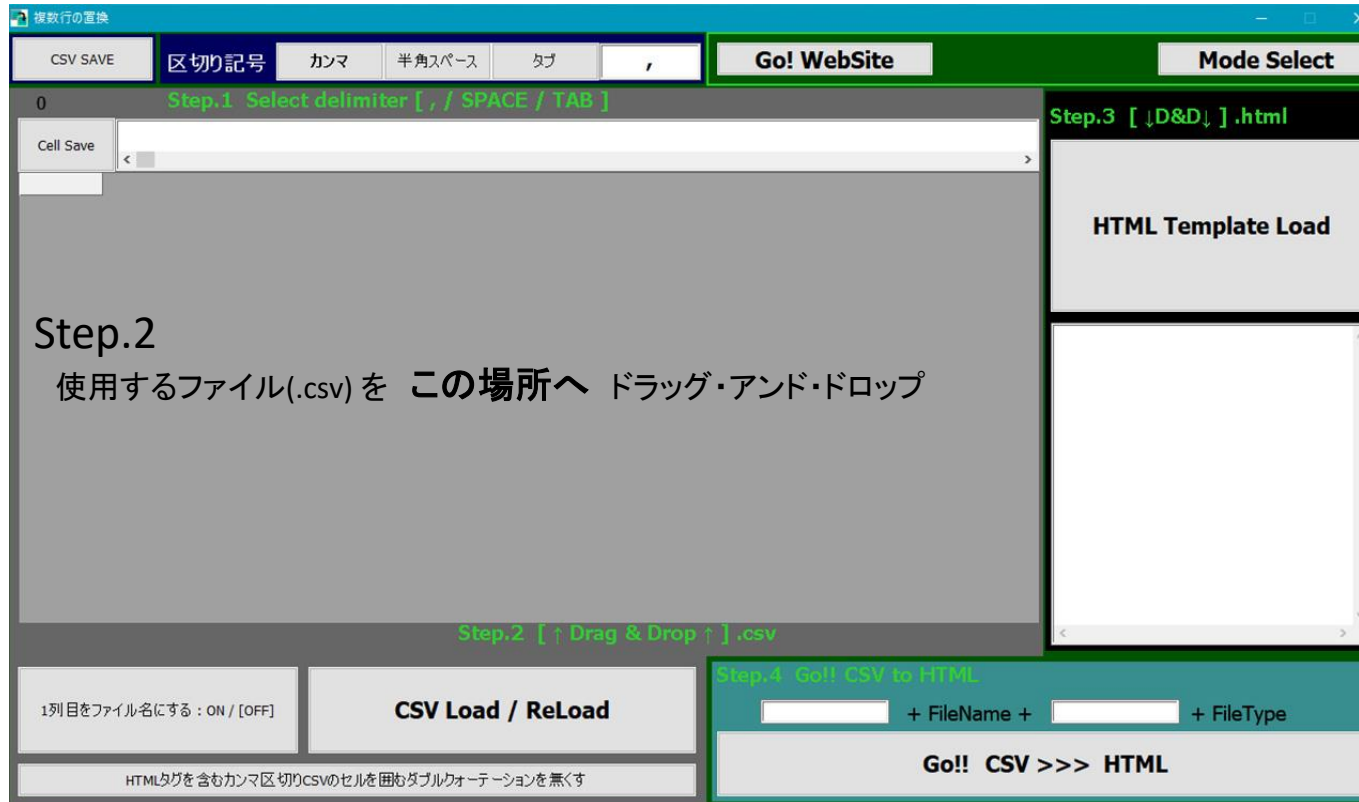 複数行の置換
CSV SAVE 区切り記号 カンマ 半角スペース タブ , Go! WebSite Mode Select
0 Step.1 Select delimiter [ , / SPACE / TAB ]
Step.3 [ ↓D&D↓ ] .html
Cell Save
HTML Template Load
Step.2
使用するファイル(.csv) を この場所へ ドラッグ・アンド・ドロップ
Step.2 [ ↑ Drag & Drop ↑ ] .csv
Step.4 Go!! CSV to HTML
1列目をファイル名にする : ON / [OFF] CSV Load / ReLoad
+ FileName + + FileType
Go!! CSV >>> HTML
HTMLタグを含むカンマ区切りCSVのセルを囲むダブルクォーテーションを無くす